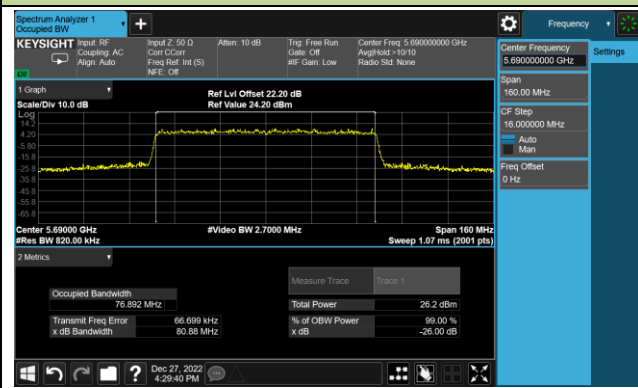 Spectrum Analyzer 1
Occupied BW
+
Frequency
KEYSIGHT
Input: RF
Coupling: AC
Align: Auto
Input Z: 50 Ω
Corr CCorr
Freq Ref: Int (S)
NFE: Off
Atten: 10 dB
Trig: Free Run
Gate: Off
#IF Gain: Low
Center Freq: 5.690000000 GHz
Avg|Hold:>10/10
Radio Std: None
Center Frequency
5.690000000 GHz
Settings
Span
160.00 MHz
CF Step
16.000000 MHz
Auto
Man
Freq Offset
0 Hz
1 Graph
Scale/Div 10.0 dB
Ref Lvl Offset 22.20 dB
Ref Value 24.20 dBm
Log
14.2
4.20
-5.80
-15.8
-25.8
-35.8
-45.8
-55.8
-65.8
Center 5.69000 GHz
#Res BW 820.00 kHz
#Video BW 2.7000 MHz
Span 160 MHz
Sweep 1.07 ms (2001 pts)
2 Metrics
Measure Trace
Trace 1
Occupied Bandwidth
76.892 MHz
Total Power
26.2 dBm
Transmit Freq Error
66.699 kHz
% of OBW Power
99.00 %
x dB Bandwidth
80.88 MHz
x dB
-26.00 dB
?
Dec 27, 2022
4:29:40 PM